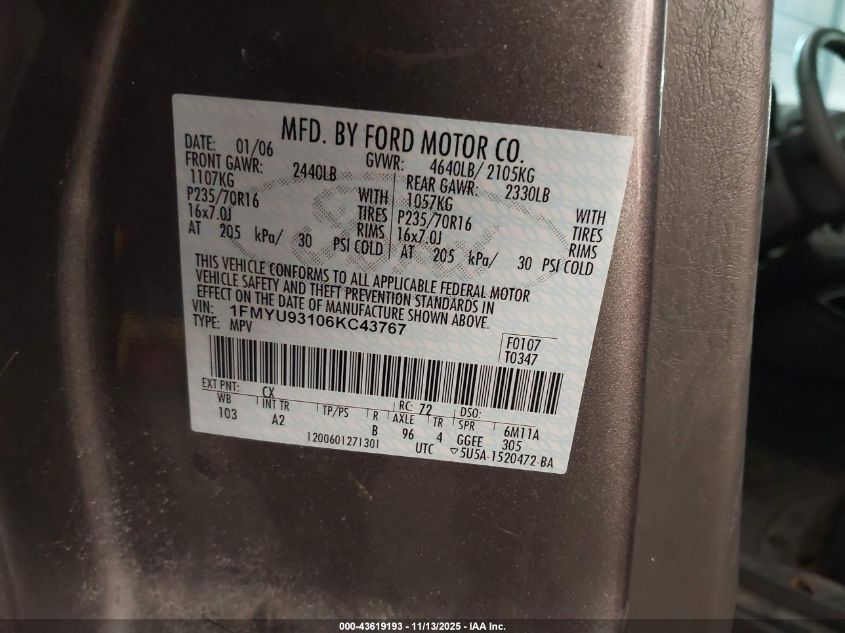 MFD. BY FORD MOTOR CO.
DATE: 01/06 GVWR: 4640LB/ 2105KG
FRONT GAWR: 2440LB REAR GAWR: 2330LB
1107KG WITH 1057KG WITH
P235/70R16 TIRES P235/70R16 TIRES
16x7.0J RIMS 16x7.0J RIMS
AT 205 kPa/ 30 PSI COLD AT 205 kPa/ 30 PSI COLD
THIS VEHICLE CONFORMS TO ALL APPLICABLE FEDERAL MOTOR
VEHICLE SAFETY AND THEFT PREVENTION STANDARDS IN
EFFECT ON THE DATE OF MANUFACTURE SHOWN ABOVE.
VIN: 1FMYU93106KC43767
TYPE: MPV
F0107
T0347
EXT PNT: CX RC: 72 DSO:
WB INT TR TP/PS R AXLE TR SPR 6M11A
103 A2 B 96 4 GGEE 305
1200601271301 UTC ▽5U5A-1520472-BA
Ford
000-43619193 - 11/13/2025 - IAA Inc.